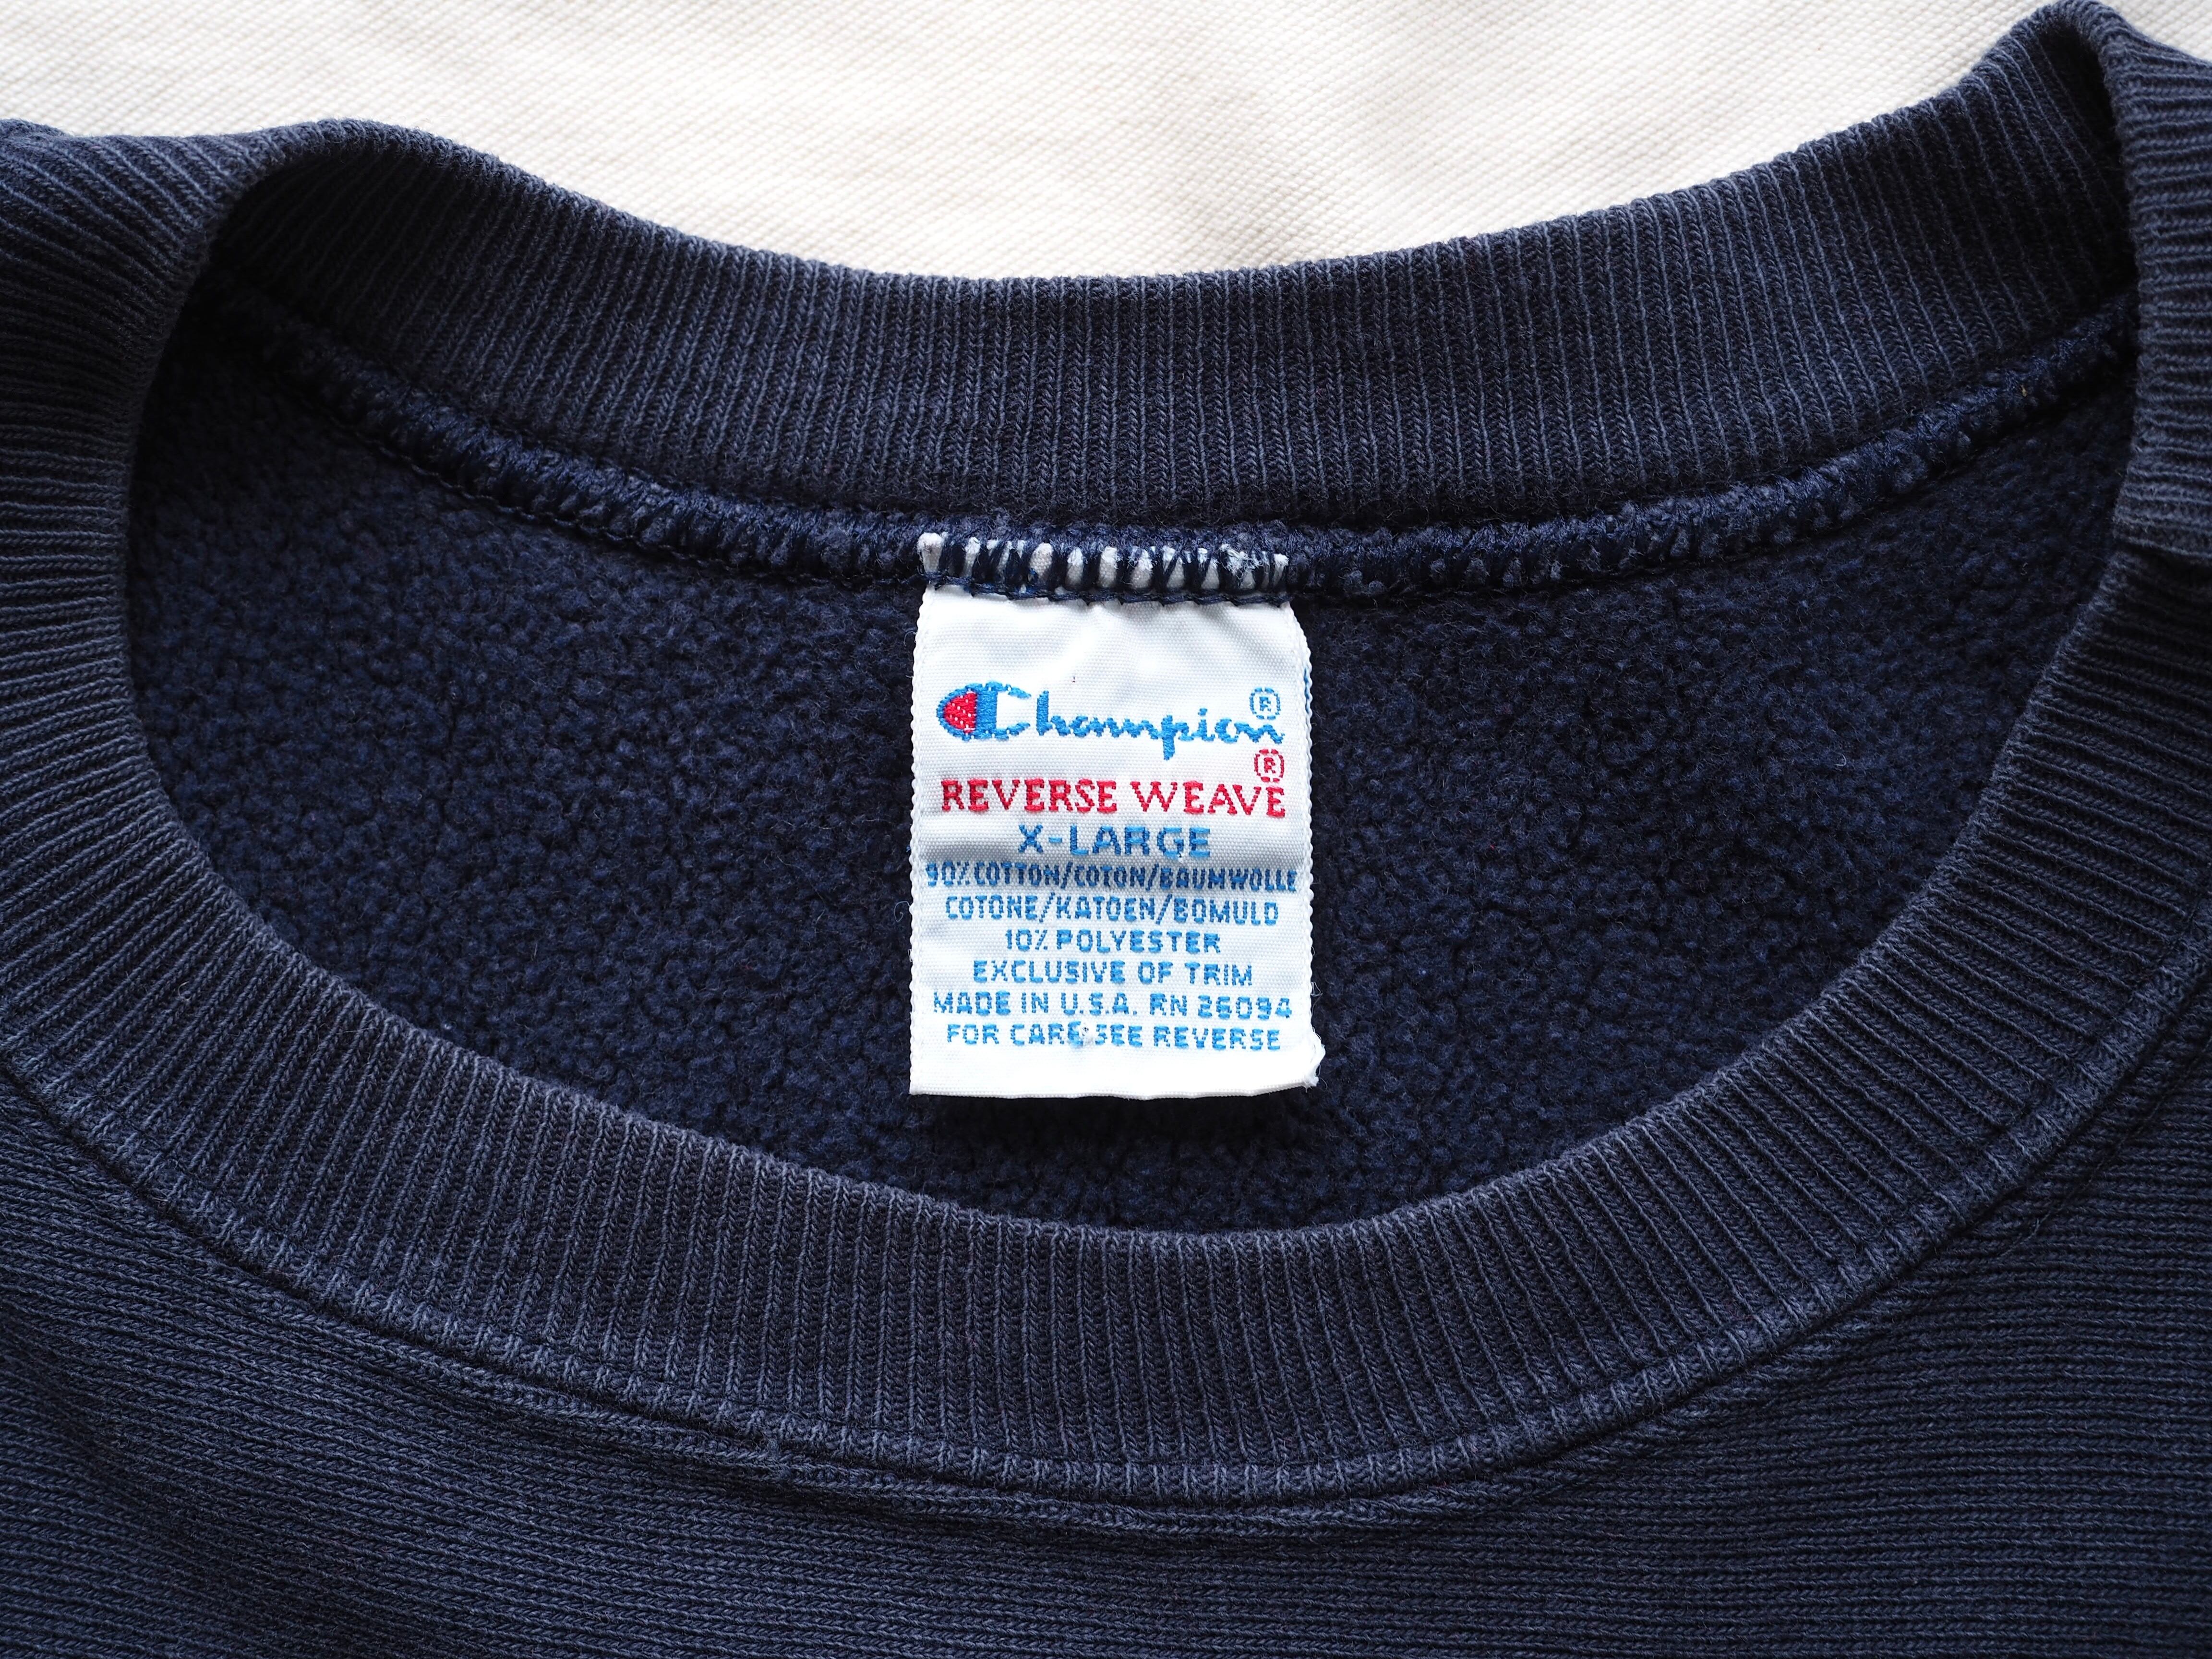 Champion®
REVERSE WEAVE®
X-LARGE
90% COTTON/COTON/BAUMWOLLE
COTONE/KATOEN/BOMULD
10% POLYESTER
EXCLUSIVE OF TRIM
MADE IN U.S.A. RN 26094
FOR CARE SEE REVERSE